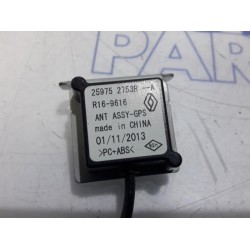 PAR
25975 2753R --A
R16-9616
ANT ASSY-GPS
made in CHINA
01/11/2013
>PC+ABS<